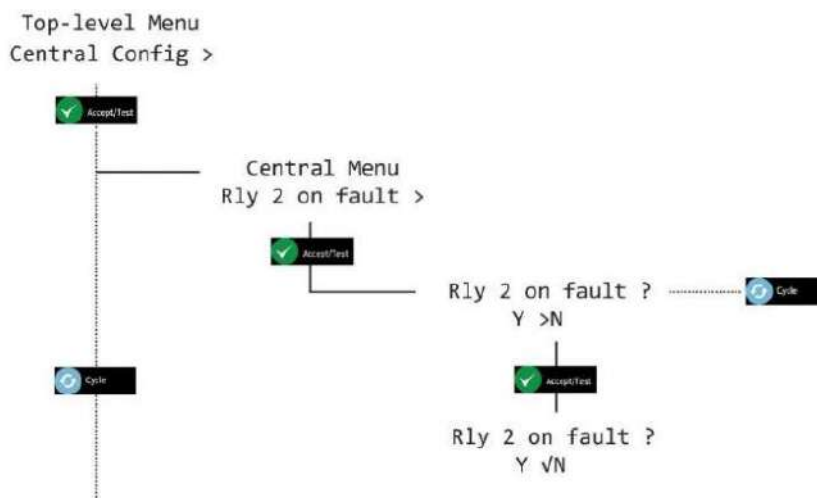 Top-level Menu
Central Config >
Accept/Test
Central Menu
Rly 2 on fault >
Accept/Test
Rly 2 on fault ?
Y >N
Cycle
Cycle
Accept/Test
Rly 2 on fault ?
Y √N